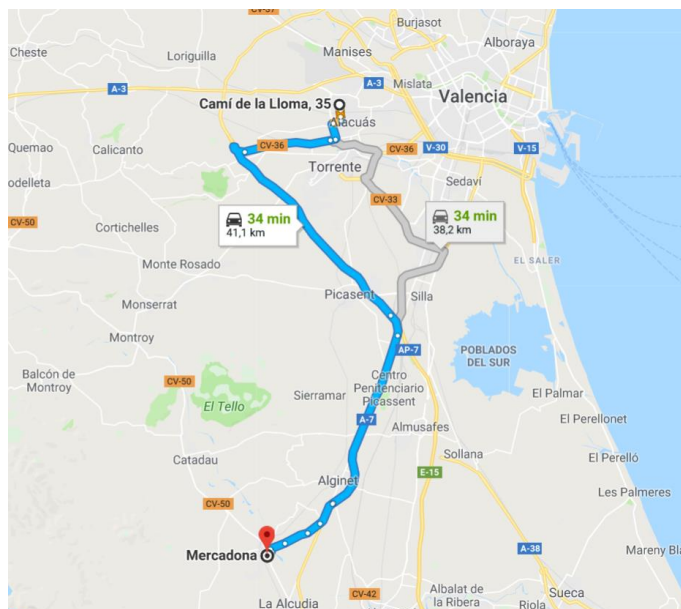 CV-37
Burjasot
Cheste
Loriguilla
Manises
Alboraya
A-3
A-3
Mislata
Camí de la Lloma, 35
Valencia
CV-36
CV-36
V-30
V-15
Quemao
Calicanto
Torrente
Sedaví
CV-33
CV-50
Cortichelles
34 min
41,1 km
34 min
38,2 km
EL SALER
Monte Rosado
Picasent
Silla
Monserrat
Montroy
AP-7
POBLADOS
DEL SUR
Balcón de
Montroy
CV-50
Centro
Penitenciario
Picassent
Sierramar
El Tello
El Palmar
A-7
El Perellonet
Almusafes
Catadau
Sollana
El Perelló
E-15
Alginet
Les Palmeres
CV-50
Mercadona
A-38
Mareny Bla
CV-42
Albalat de
la Ribera
Sueca
Riola
La Alcudia